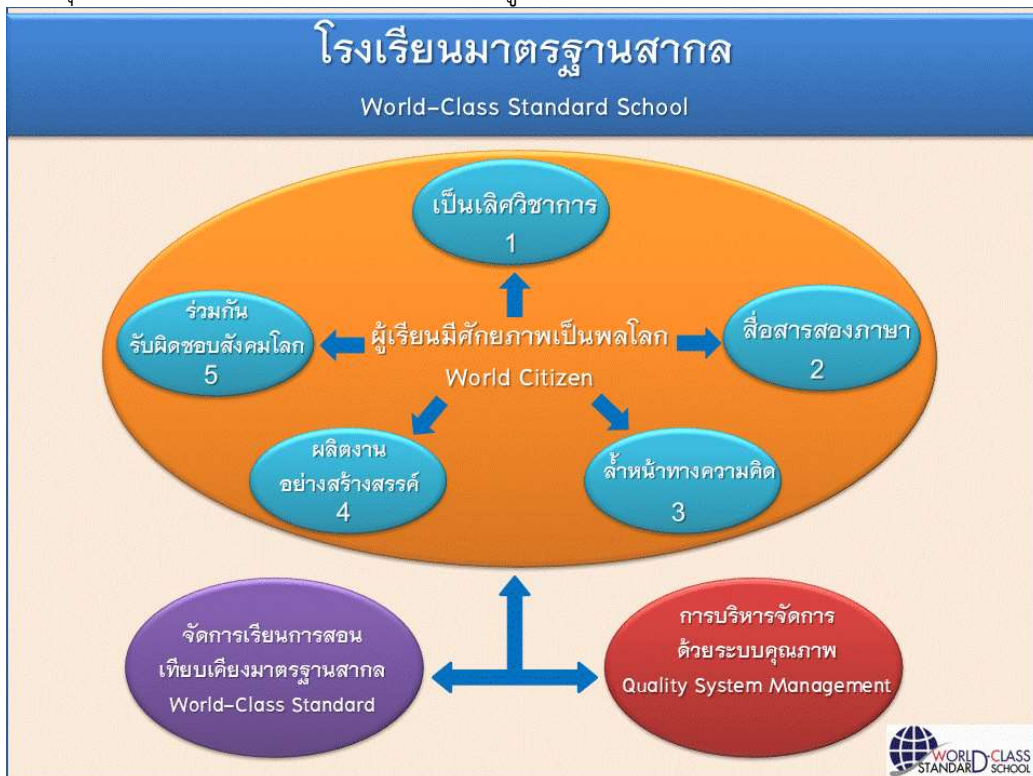 โรงเรียนมาตรฐานสากล
World-Class Standard School
เป็นเลิศวิชาการ
1
ร่วมกัน
รับผิดชอบสังคมโลก
5
ผู้เรียนมีศักยภาพเป็นพลโลก
World Citizen
สื่อสารสองภาษา
2
ผลิตงาน
อย่างสร้างสรรค์
4
ล้ำหน้าทางความคิด
3
จัดการเรียนการสอน
เทียบเคียงมาตรฐานสากล
World-Class Standard
การบริหารจัดการ
ด้วยระบบคุณภาพ
Quality System Management
WORLD-CLASS
STANDARD SCHOOL